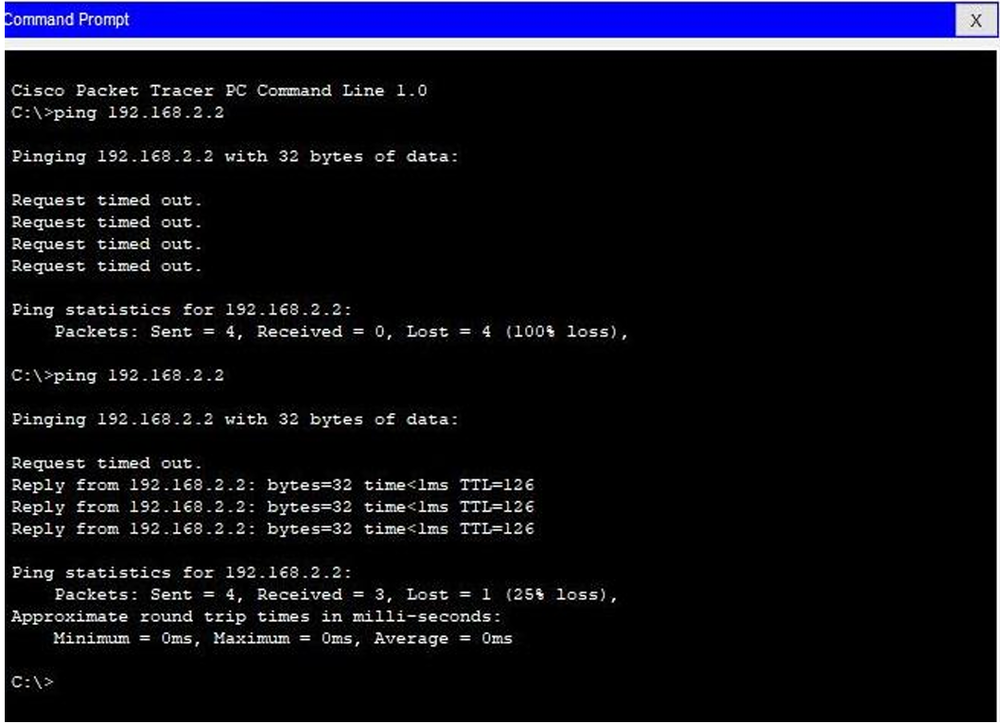 Command Prompt
X
Cisco Packet Tracer PC Command Line 1.0
C:\>ping 192.168.2.2
Pinging 192.168.2.2 with 32 bytes of data:
Request timed out.
Request timed out.
Request timed out.
Request timed out.
Ping statistics for 192.168.2.2:
Packets: Sent = 4, Received = 0, Lost = 4 (100% loss),
C:\>ping 192.168.2.2
Pinging 192.168.2.2 with 32 bytes of data:
Request timed out.
Reply from 192.168.2.2: bytes=32 time<1ms TTL=126
Reply from 192.168.2.2: bytes=32 time<1ms TTL=126
Reply from 192.168.2.2: bytes=32 time<1ms TTL=126
Ping statistics for 192.168.2.2:
Packets: Sent = 4, Received = 3, Lost = 1 (25% loss),
Approximate round trip times in milli-seconds:
Minimum = 0ms, Maximum = 0ms, Average = 0ms
C:\>